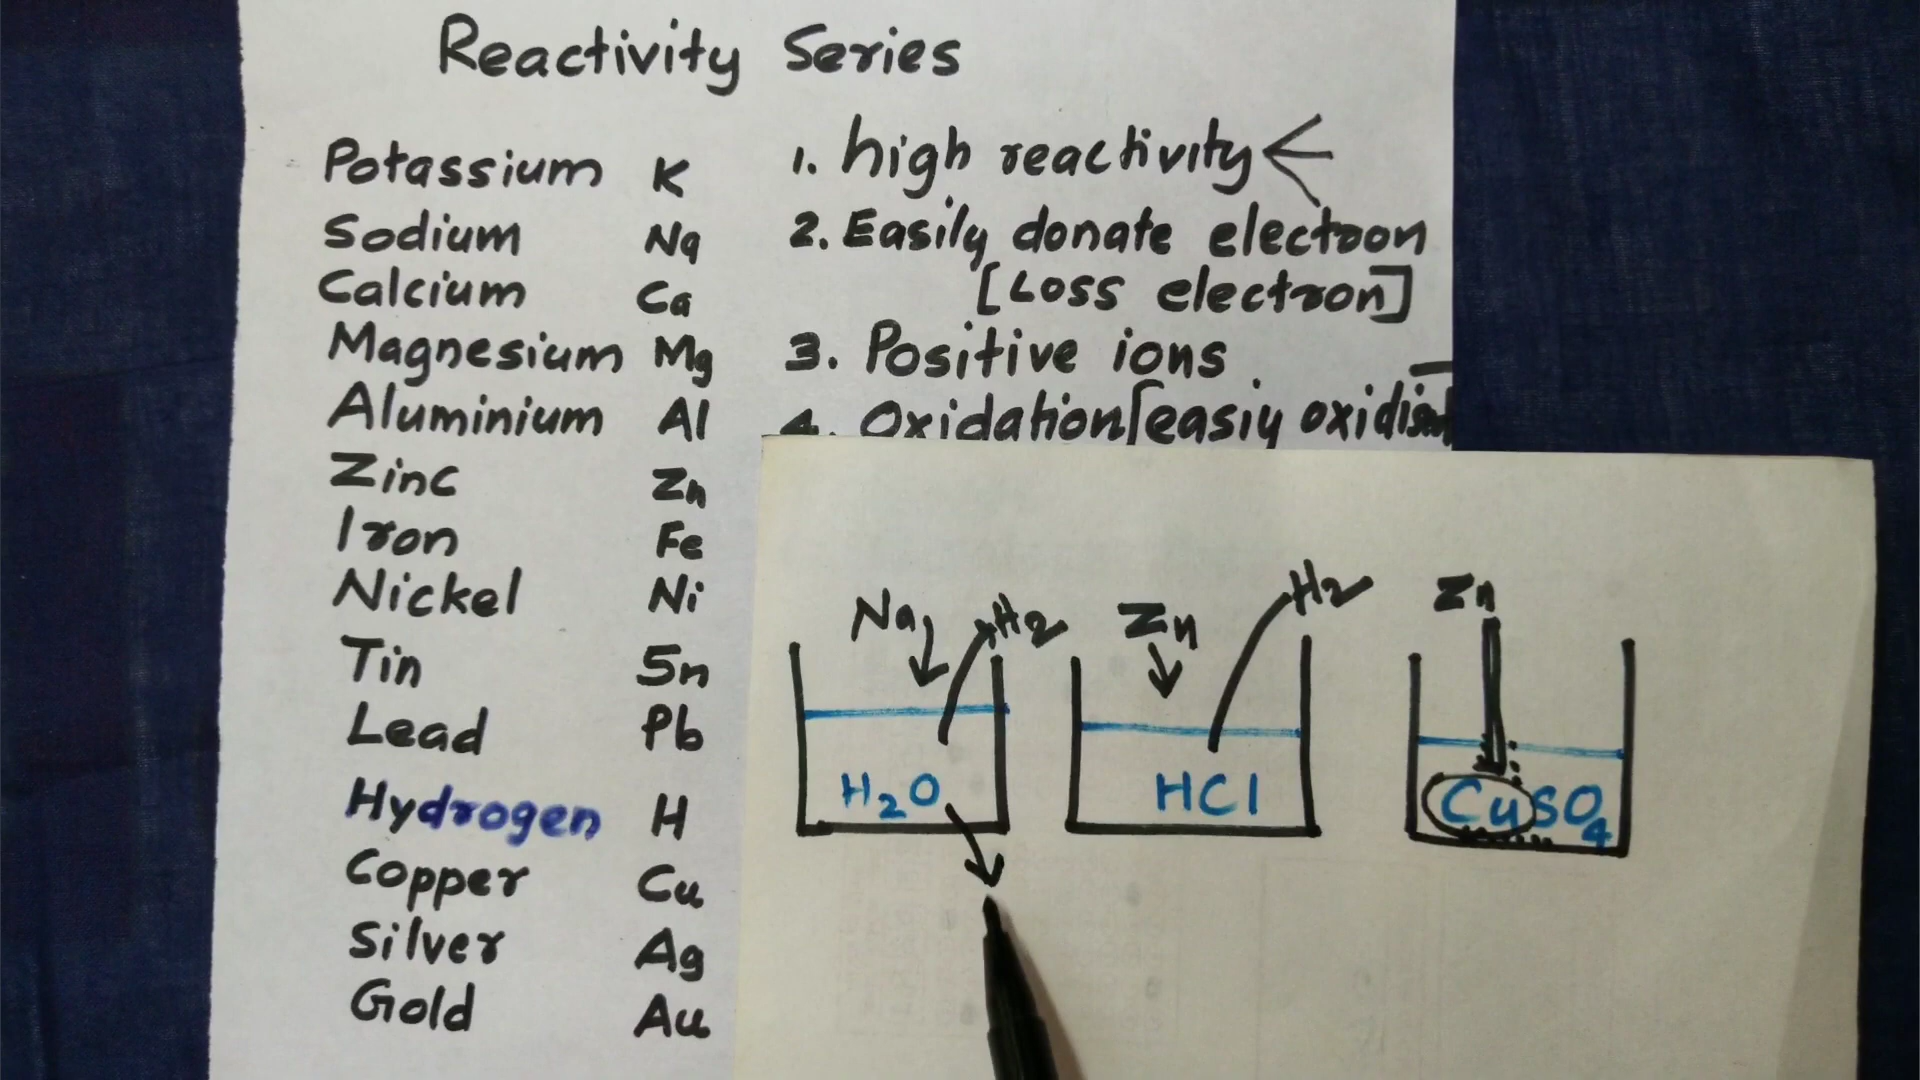 Reactivity Series
Potassium K
Sodium Na
Calcium Ca
Magnesium Mg
Aluminium Al
Zinc Zn
Iron Fe
Nickel Ni
Tin Sn
Lead Pb
Hydrogen H
Copper Cu
Silver Ag
Gold Au
1. high reactivity
2. Easily donate electron
[Loss electron]
3. Positive ions
4. Oxidation[easiy
Na H2 Zn H2 Zn
H2O HCl CuSO4